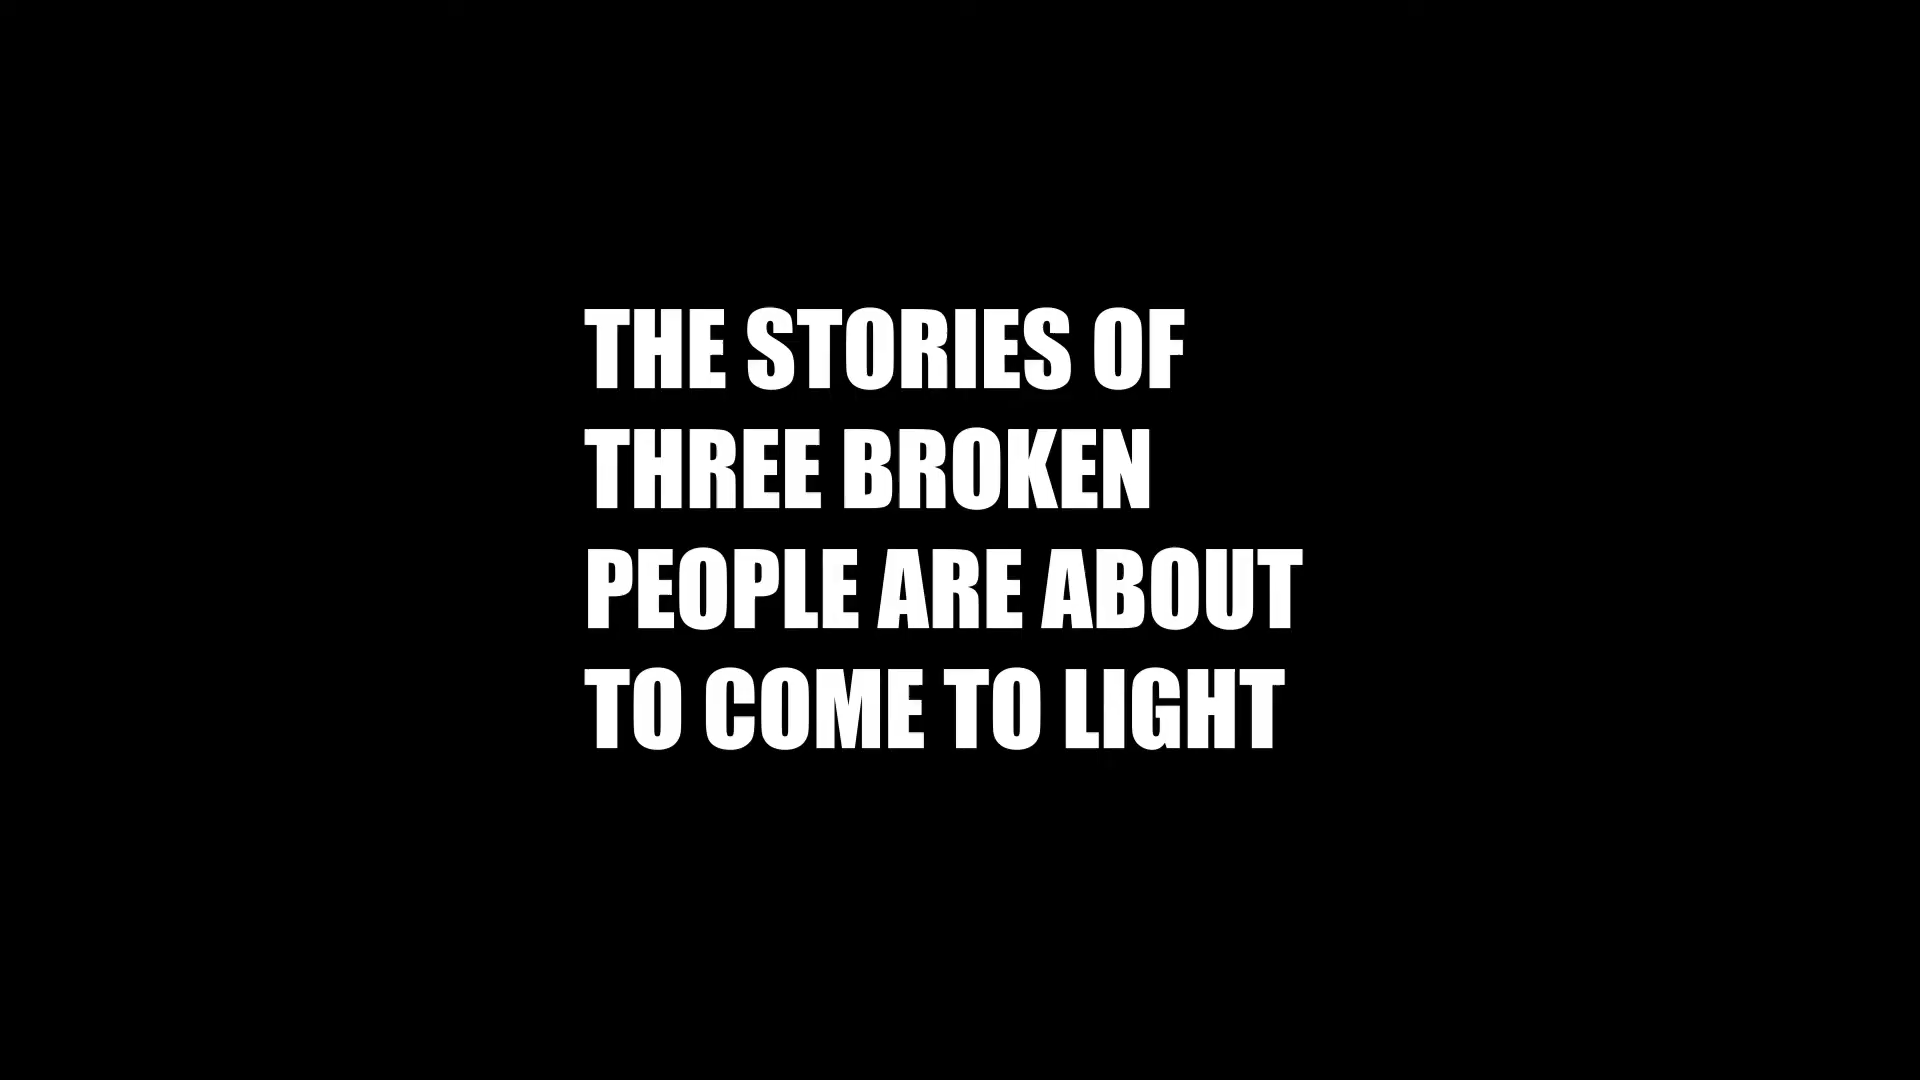 THE STORIES OF
THREE BROKEN
PEOPLE ARE ABOUT
TO COME TO LIGHT